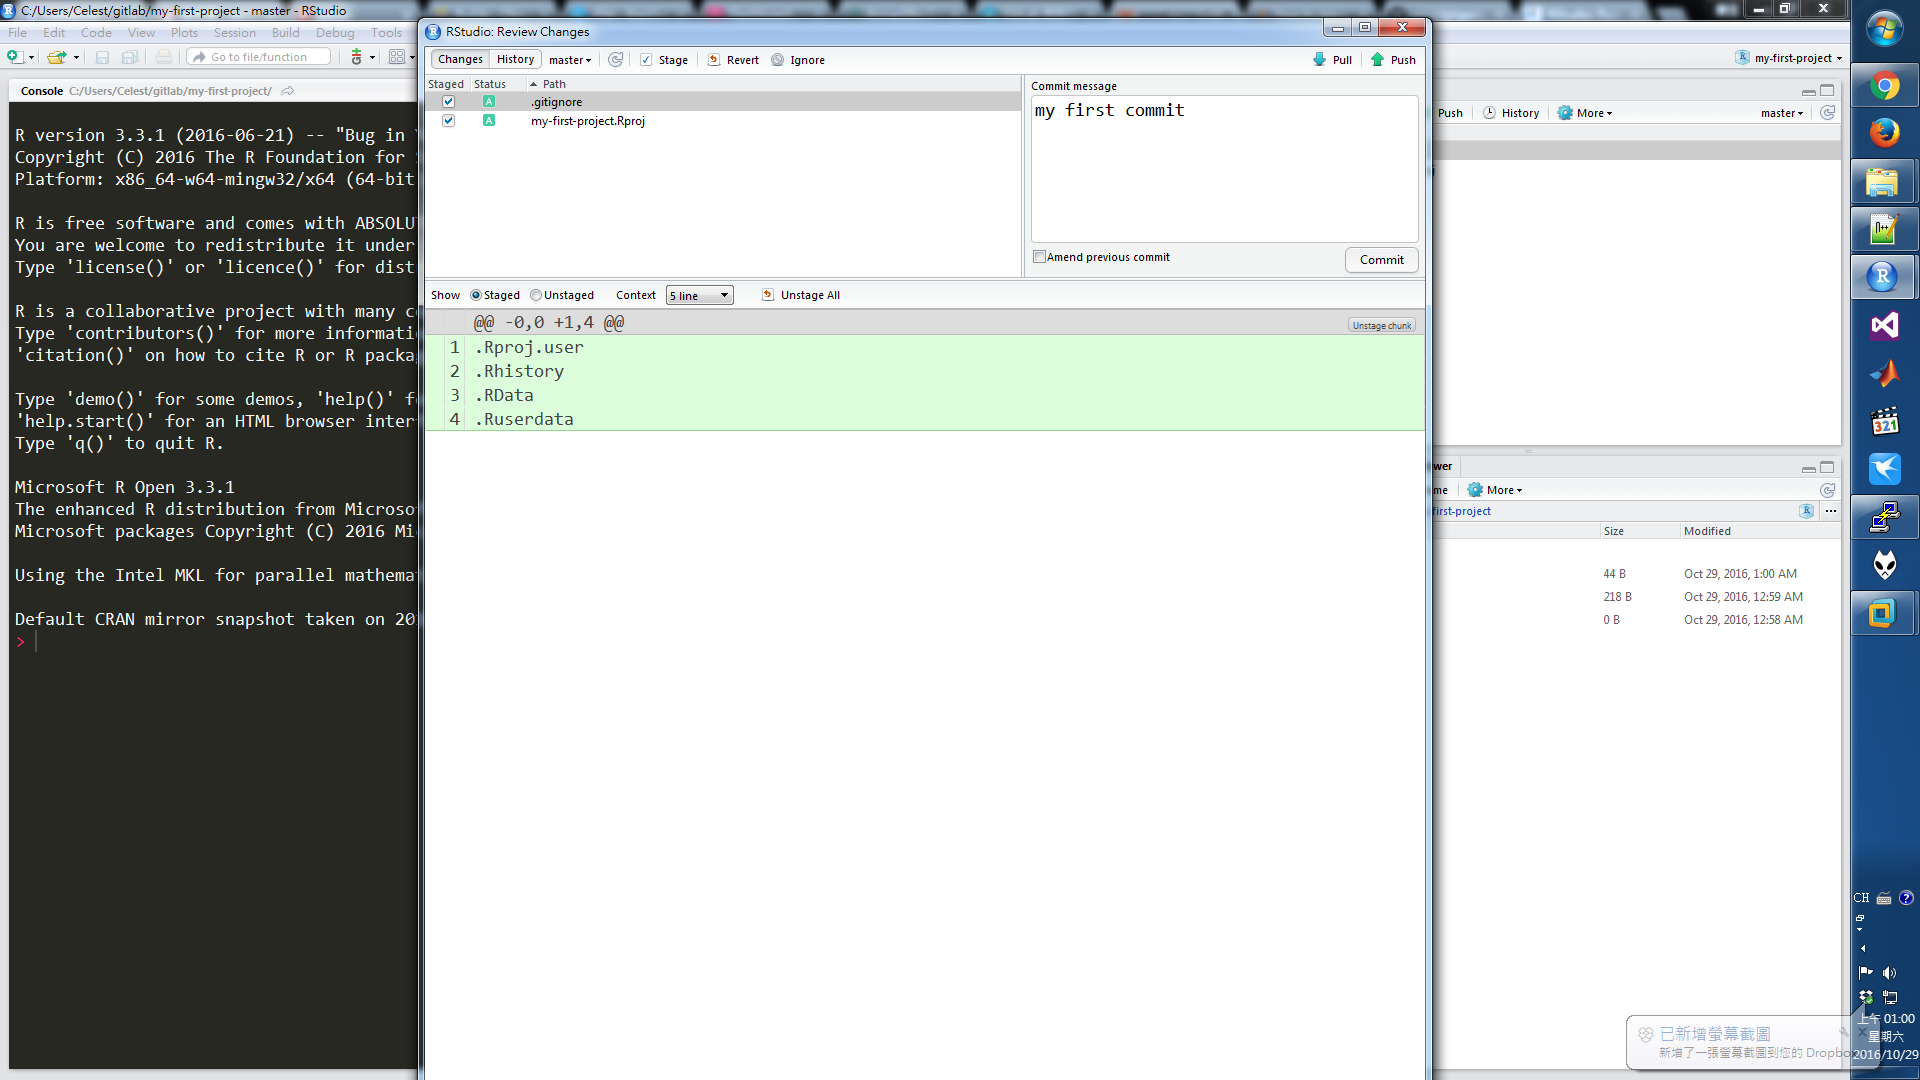 C:/Users/Celest/gitlab/my-first-project - master - RStudio
File Edit Code View Plots Session Build Debug Tools
Go to file/function
my-first-project
Console C:/Users/Celest/gitlab/my-first-project/
R version 3.3.1 (2016-06-21) -- "Bug in
Copyright (C) 2016 The R Foundation for
Platform: x86_64-w64-mingw32/x64 (64-bit
R is free software and comes with ABSOLU
You are welcome to redistribute it under
Type 'license()' or 'licence()' for dist
R is a collaborative project with many c
Type 'contributors()' for more informati
'citation()' on how to cite R or R packa
Type 'demo()' for some demos, 'help()' f
'help.start()' for an HTML browser inter
Type 'q()' to quit R.
Microsoft R Open 3.3.1
The enhanced R distribution from Microso
Microsoft packages Copyright (C) 2016 Mi
Using the Intel MKL for parallel mathema
Default CRAN mirror snapshot taken on 20
>
RStudio: Review Changes
Changes History master Stage Revert Ignore Pull Push
Staged Status Path
A .gitignore
A my-first-project.Rproj
Commit message
my first commit
Amend previous commit
Commit
Show Staged Unstaged Context 5 line Unstage All
@@ -0,0 +1,4 @@ Unstage chunk
1 .Rproj.user
2 .Rhistory
3 .RData
4 .Ruserdata
Push History More master
wer
me More
first-project
Size Modified
44 B Oct 29, 2016, 1:00 AM
218 B Oct 29, 2016, 12:59 AM
0 B Oct 29, 2016, 12:58 AM
321
CH
上午 01:00
星期六
2016/10/29
已新增螢幕截圖
新增了一張螢幕截圖到您的 Dropbo